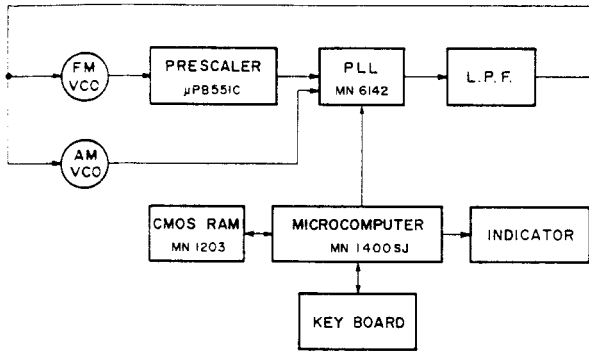 FM
VCO
PRESCALER
μPB551C
PLL
MN 6142
L. P. F.
AM
VCO
CMOS RAM
MN 1203
MICROCOMPUTER
MN 1400SJ
INDICATOR
KEY BOARD